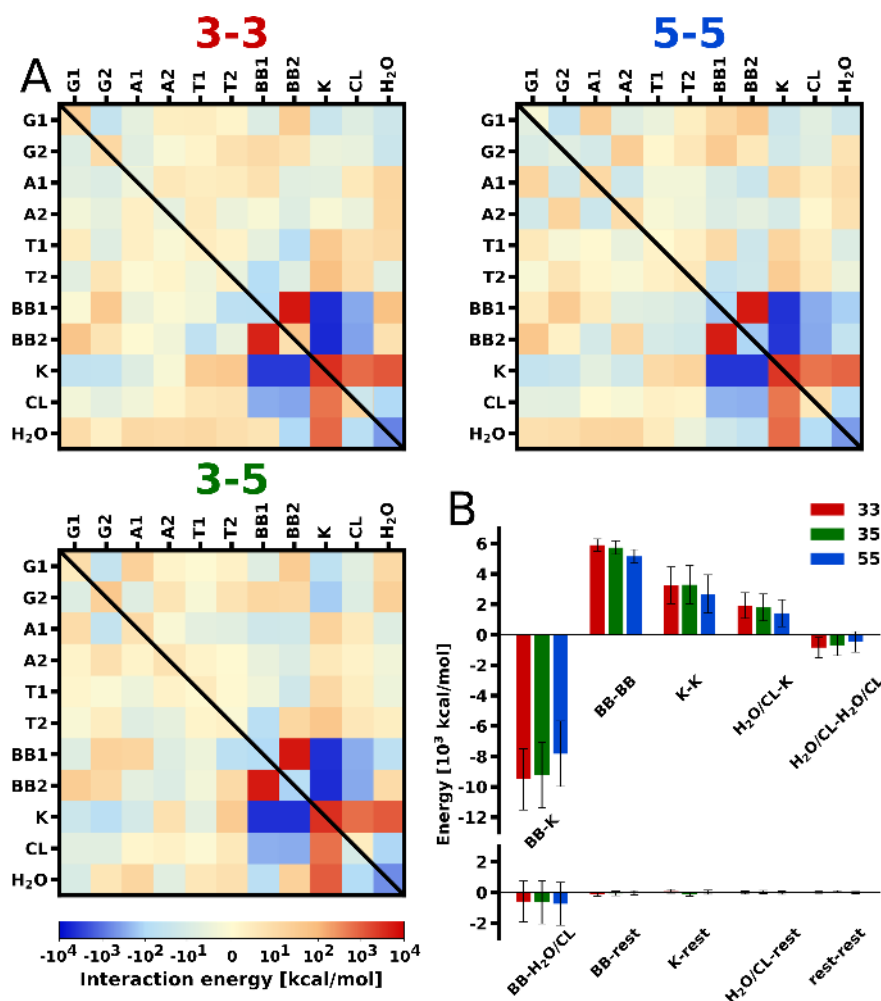 3-3
5-5
A
G1 G2 A1 A2 T1 T2 BB1 BB2 K CL H₂O
G1 G2 A1 A2 T1 T2 BB1 BB2 K CL H₂O
G1
G2
A1
A2
T1
T2
BB1
BB2
K
CL
H₂O
G1
G2
A1
A2
T1
T2
BB1
BB2
K
CL
H₂O
3-5
G1 G2 A1 A2 T1 T2 BB1 BB2 K CL H₂O
G1
G2
A1
A2
T1
T2
BB1
BB2
K
CL
H₂O
-10⁴ -10³ -10² -10¹ 0 10¹ 10² 10³ 10⁴
Interaction energy [kcal/mol]
B
33
35
55
Energy [10³ kcal/mol]
6
4
2
0
-2
-4
-6
-8
-10
-12
BB-K
BB-BB
K-K
H₂O/CL-K
H₂O/CL-H₂O/CL
2
0
-2
BB-H₂O/CL
BB-rest
K-rest
H₂O/CL-rest
rest-rest